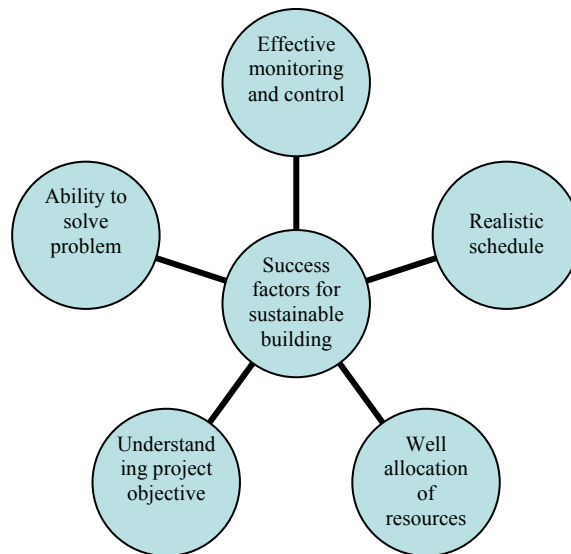 Effective
monitoring
and control
Ability to
solve
problem
Realistic
schedule
Success
factors for
sustainable
building
Understand
ing project
objective
Well
allocation
of
resources